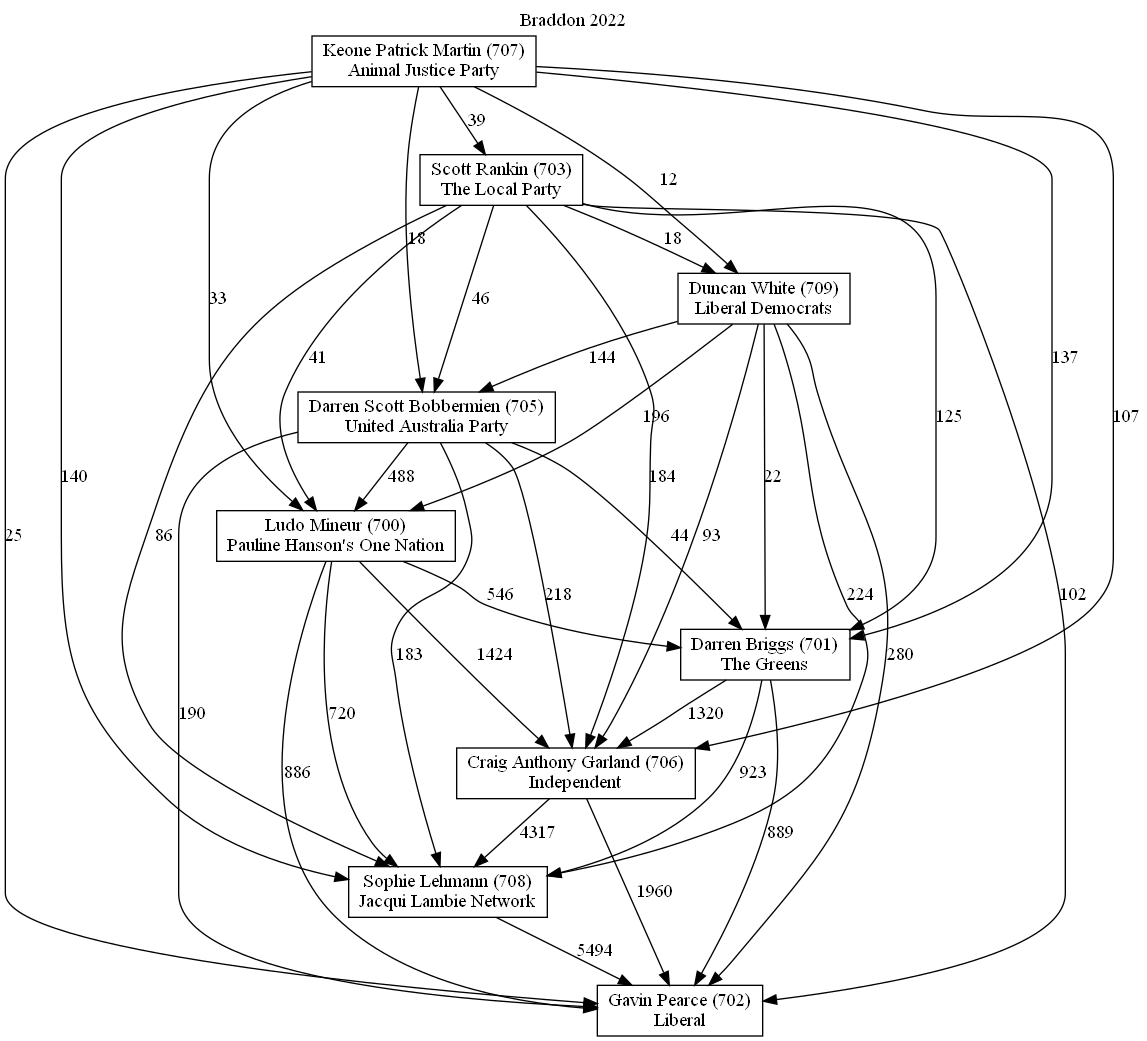 Braddon 2022
Keone Patrick Martin (707)
Animal Justice Party
39
Scott Rankin (703)
The Local Party
12
18
18
Duncan White (709)
Liberal Democrats
33
46
41
144
137
Darren Scott Bobbermien (705)
United Australia Party
196
125
107
140
488
184
22
Ludo Mineur (700)
Pauline Hanson's One Nation
25
86
44
93
546
218
224
102
Darren Briggs (701)
The Greens
183
1424
280
190
720
1320
Craig Anthony Garland (706)
Independent
886
923
4317
889
Sophie Lehmann (708)
Jacqui Lambie Network
1960
5494
Gavin Pearce (702)
Liberal